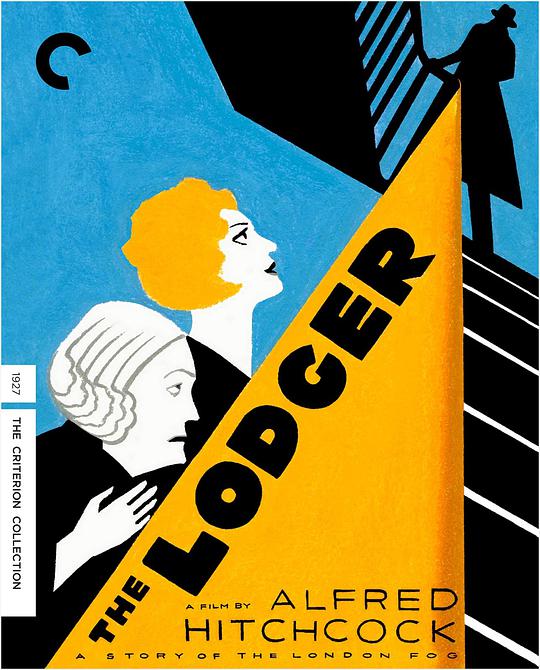 1927
THE CRITERION COLLECTION
THE LODGER
A FILM BY ALFRED
HITCHCOCK
A STORY OF THE LONDON FOG